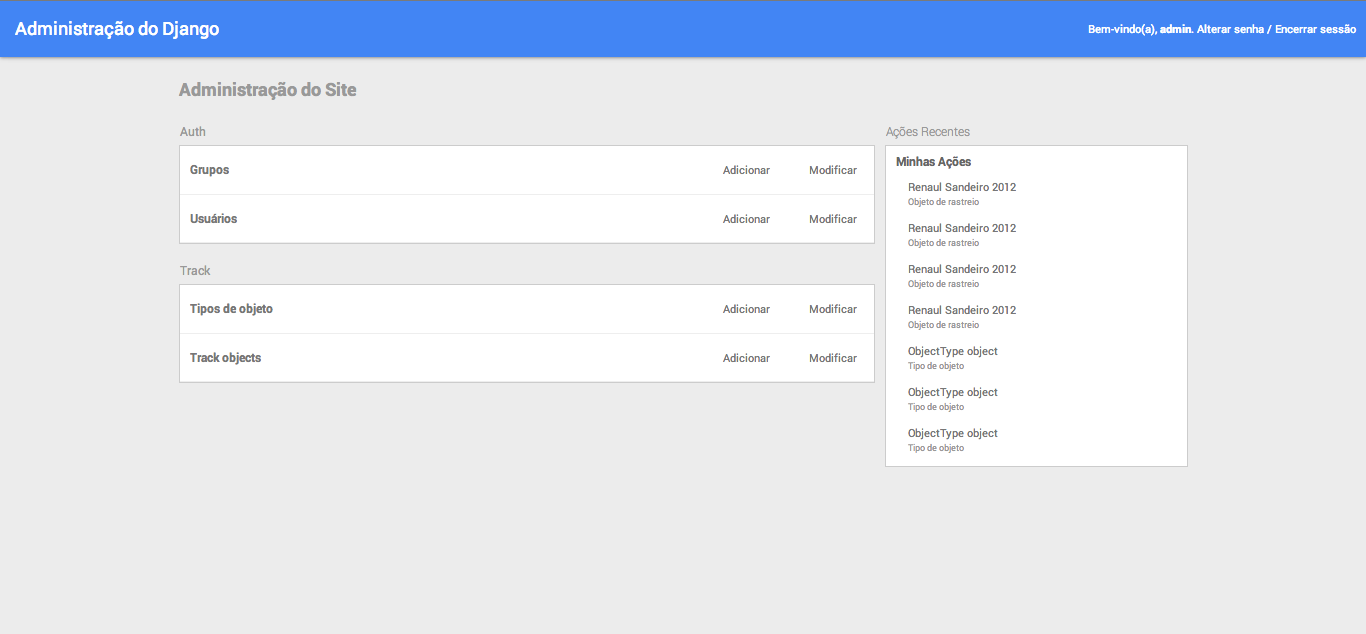 Administração do Django
Bem-vindo(a), admin. Alterar senha / Encerrar sessão
Administração do Site
Auth
Grupos Adicionar Modificar
Usuários Adicionar Modificar
Track
Tipos de objeto Adicionar Modificar
Track objects Adicionar Modificar
Ações Recentes
Minhas Ações
Renaul Sandeiro 2012
Objeto de rastreio
Renaul Sandeiro 2012
Objeto de rastreio
Renaul Sandeiro 2012
Objeto de rastreio
Renaul Sandeiro 2012
Objeto de rastreio
ObjectType object
Tipo de objeto
ObjectType object
Tipo de objeto
ObjectType object
Tipo de objeto